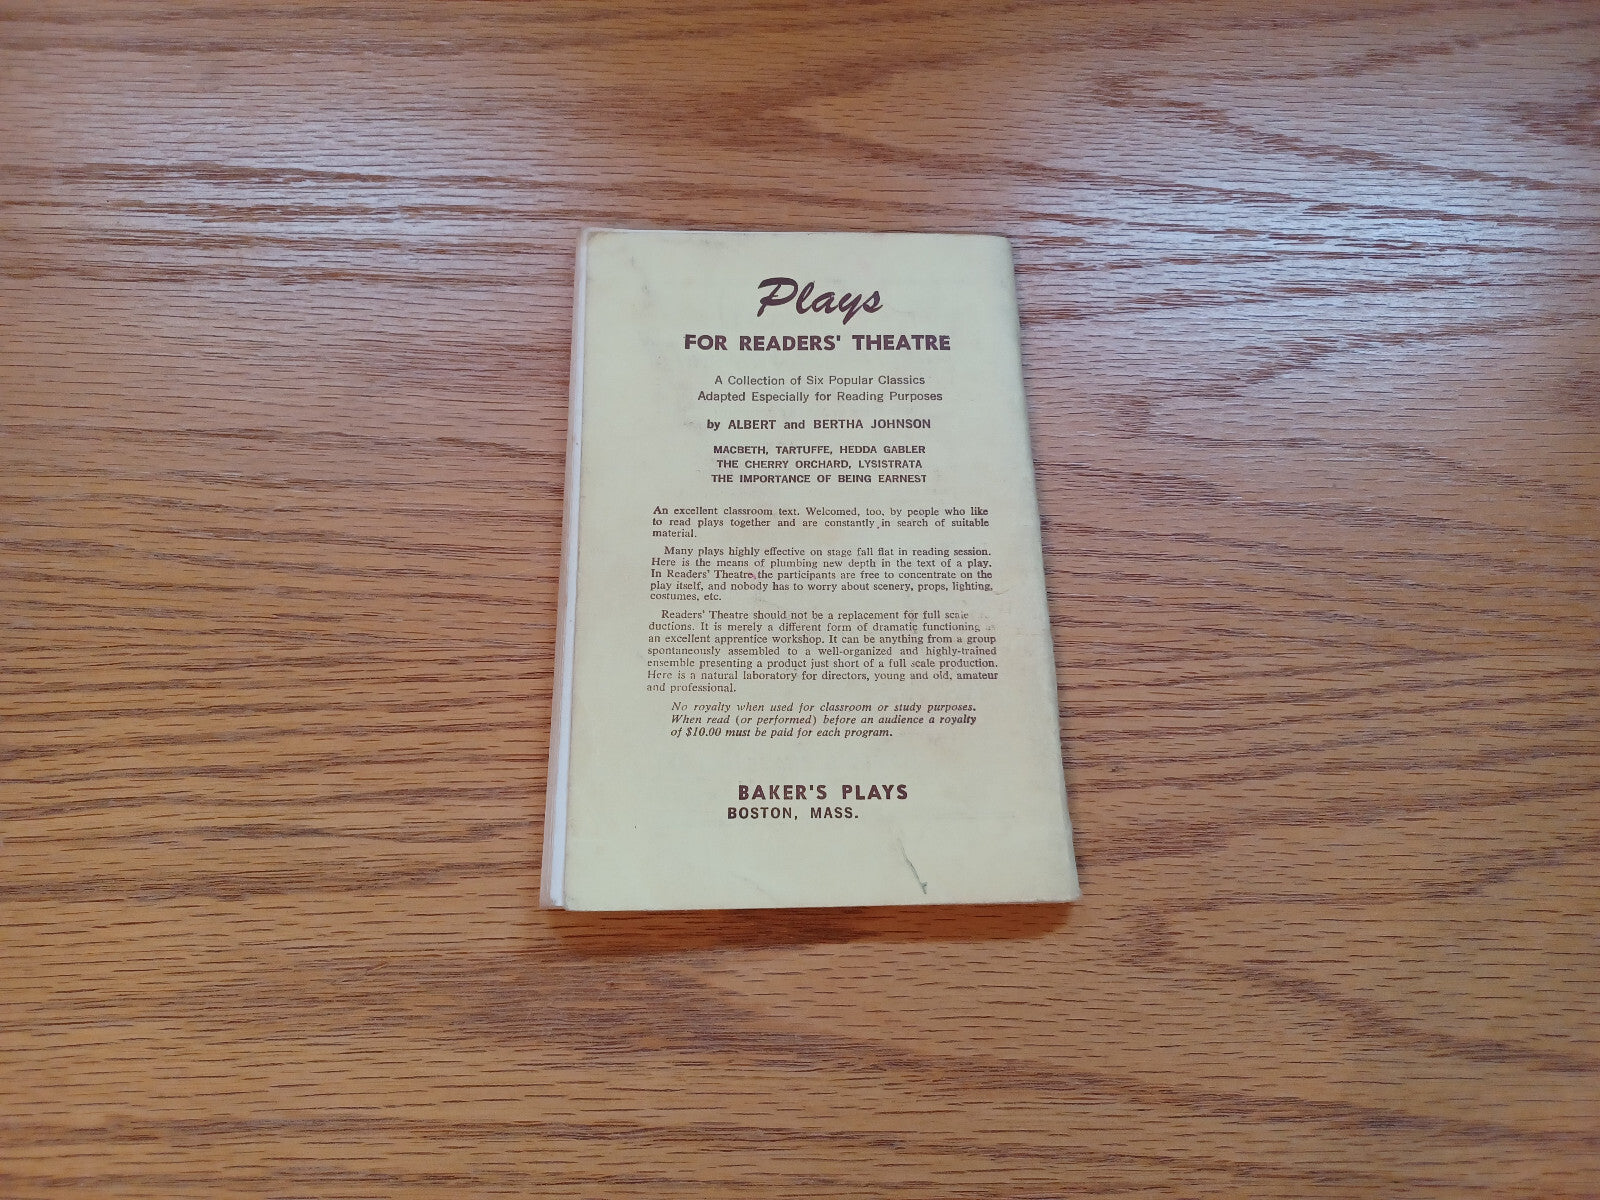 Plays
FOR READERS' THEATRE
A Collection of Six Popular Classics
Adapted Especially for Reading Purposes
by ALBERT and BERTHA JOHNSON
MACBETH, TARTUFFE, HEDDA GABLER
THE CHERRY ORCHARD, LYSISTRATA
THE IMPORTANCE OF BEING EARNEST
An excellent classroom text. Welcomed, too, by people who like
to read plays together and are constantly in search of suitable
material.
Many plays highly effective on stage fall flat in reading session.
Here is the means of plumbing new depth in the text of a play.
In Readers' Theatre the participants are free to concentrate on the
play itself, and nobody has to worry about scenery, props, lighting,
costumes, etc.
Readers' Theatre should not be a replacement for full scale
ductions. It is merely a different form of dramatic functioning as
an excellent apprentice workshop. It can be anything from a group
spontaneously assembled to a well-organized and highly-trained
ensemble presenting a product just short of a full scale production.
Here is a natural laboratory for directors, young and old, amateur
and professional.
No royalty when used for classroom or study purposes.
When read (or performed) before an audience a royalty
of $10.00 must be paid for each program.
BAKER'S PLAYS
BOSTON, MASS.